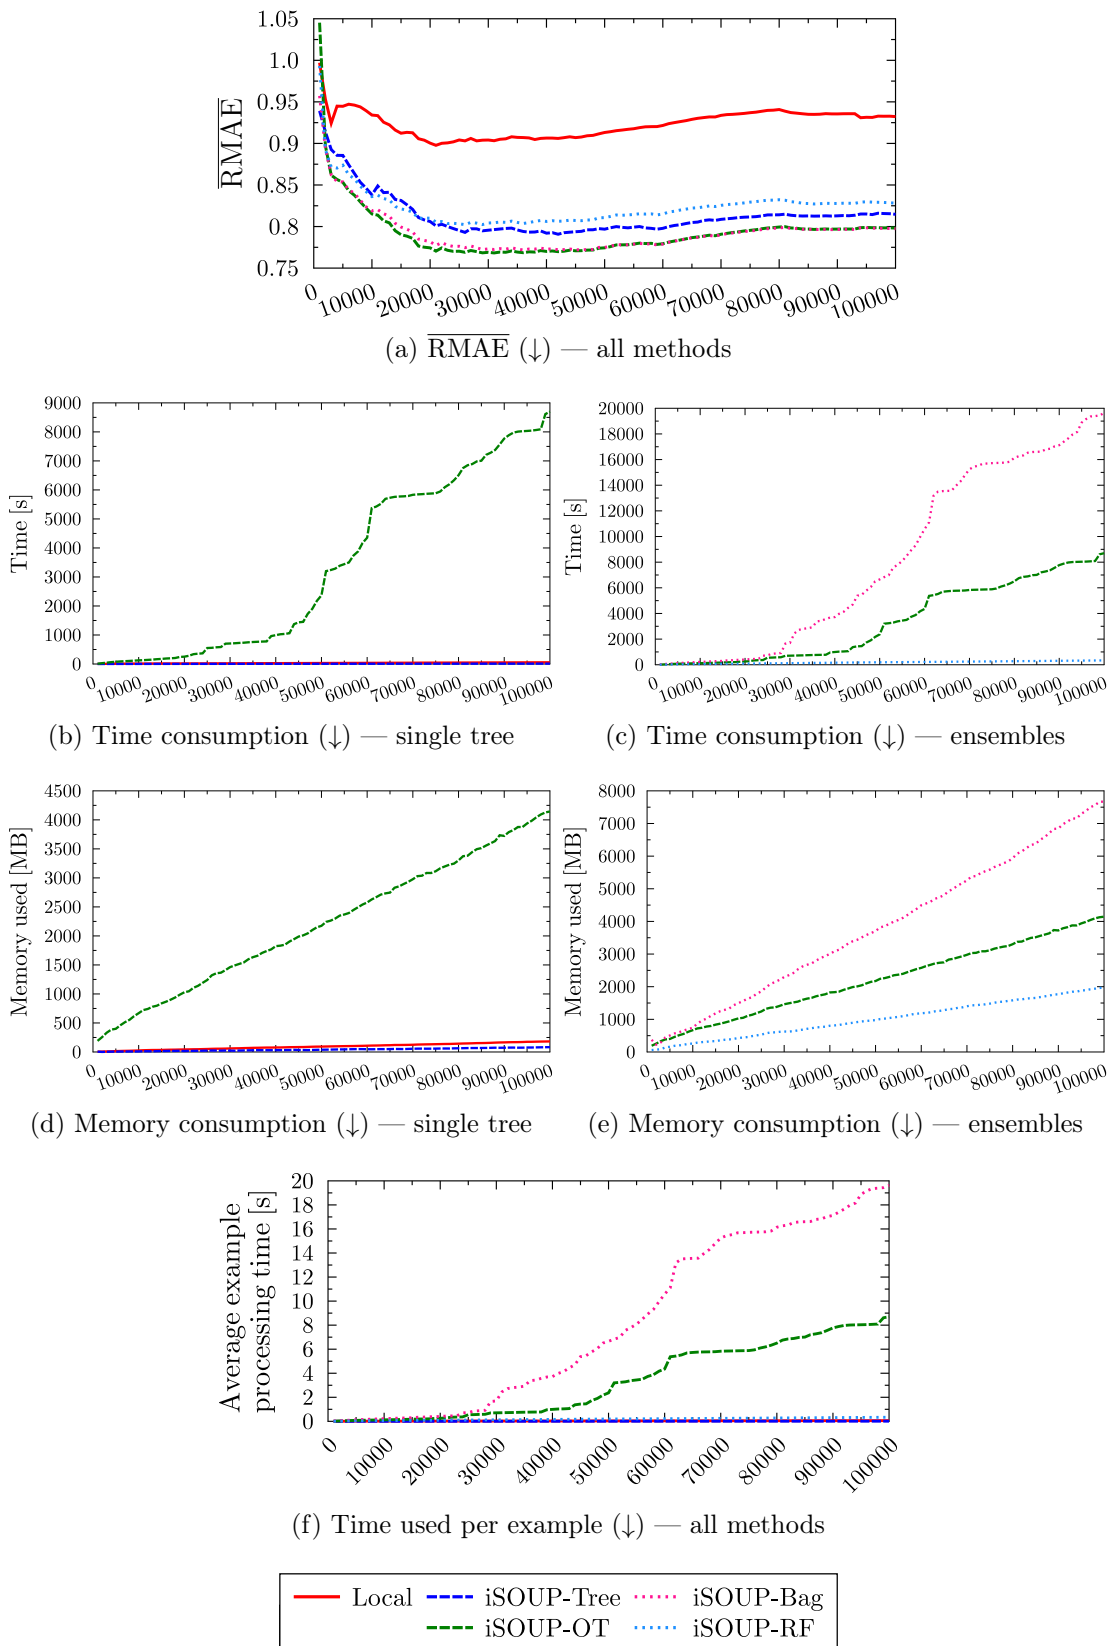 1.05
1.0
0.95
0.9
0.85
0.8
0.75
RMAE
0 10000 20000 30000 40000 50000 60000 70000 80000 90000 100000
(a) RMAE (↓) — all methods
9000
8000
7000
6000
5000
4000
3000
2000
1000
0
Time [s]
0 10000 20000 30000 40000 50000 60000 70000 80000 90000 100000
(b) Time consumption (↓) — single tree
20000
18000
16000
14000
12000
10000
8000
6000
4000
2000
0
Time [s]
0 10000 20000 30000 40000 50000 60000 70000 80000 90000 100000
(c) Time consumption (↓) — ensembles
4500
4000
3500
3000
2500
2000
1500
1000
500
0
Memory used [MB]
0 10000 20000 30000 40000 50000 60000 70000 80000 90000 100000
(d) Memory consumption (↓) — single tree
8000
7000
6000
5000
4000
3000
2000
1000
0
Memory used [MB]
0 10000 20000 30000 40000 50000 60000 70000 80000 90000 100000
(e) Memory consumption (↓) — ensembles
20
18
16
14
12
10
8
6
4
2
0
Average example
processing time [s]
0 10000 20000 30000 40000 50000 60000 70000 80000 90000 100000
(f) Time used per example (↓) — all methods
Local iSOUP-Tree iSOUP-Bag
iSOUP-OT iSOUP-RF